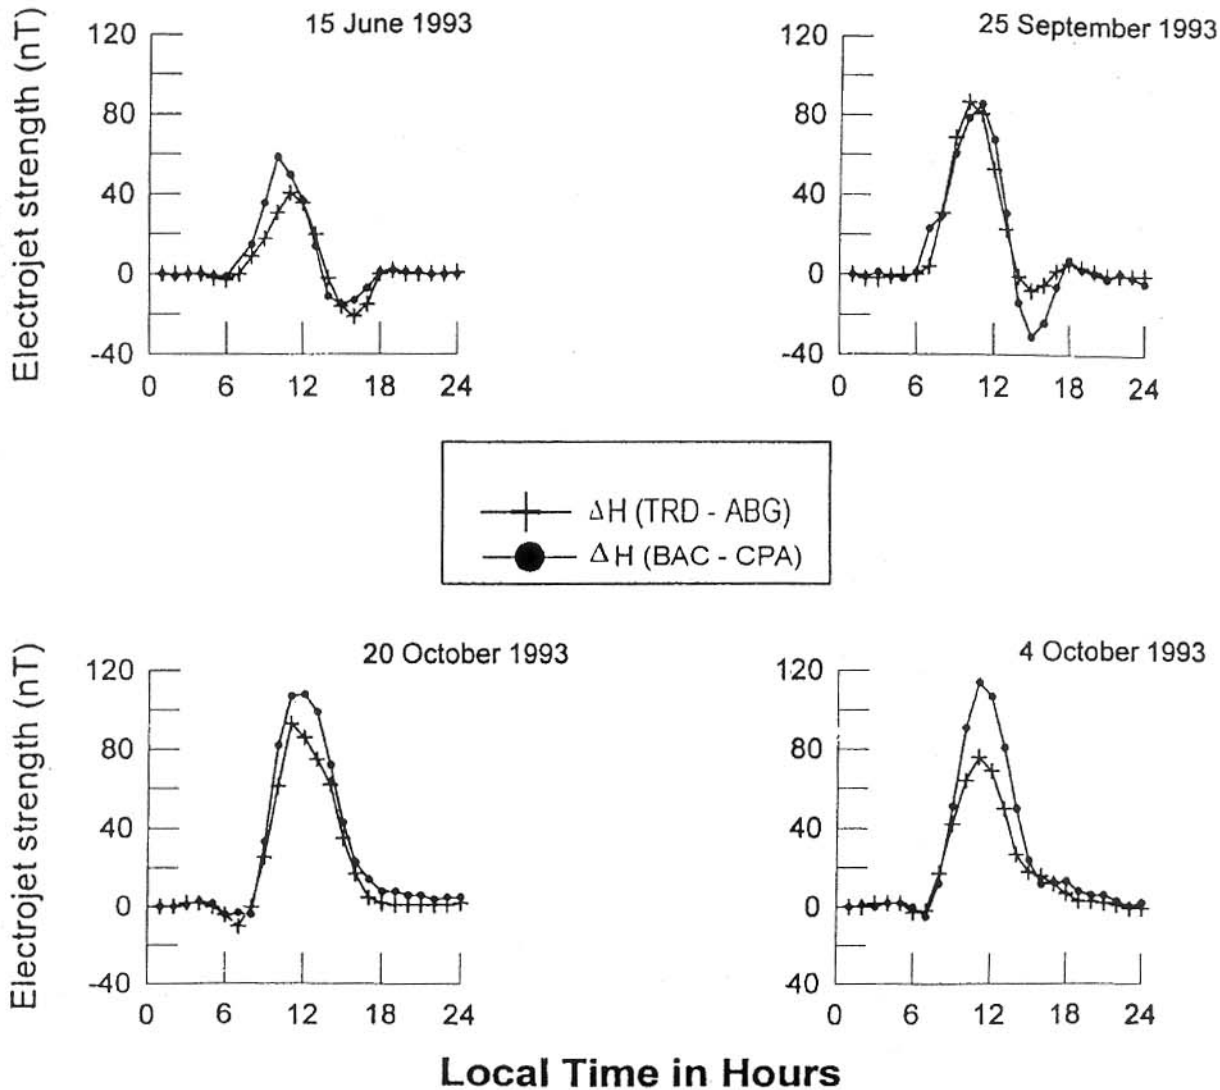 15 June 1993
Electrojet strength (nT)
120
80
40
0
-40
0 6 12 18 24
25 September 1993
120
80
40
0
-40
0 6 12 18 24
ΔH (TRD - ABG)
ΔH (BAC - CPA)
20 October 1993
Electrojet strength (nT)
120
80
40
0
-40
0 6 12 18 24
4 October 1993
120
80
40
0
-40
0 6 12 18 24
Local Time in Hours